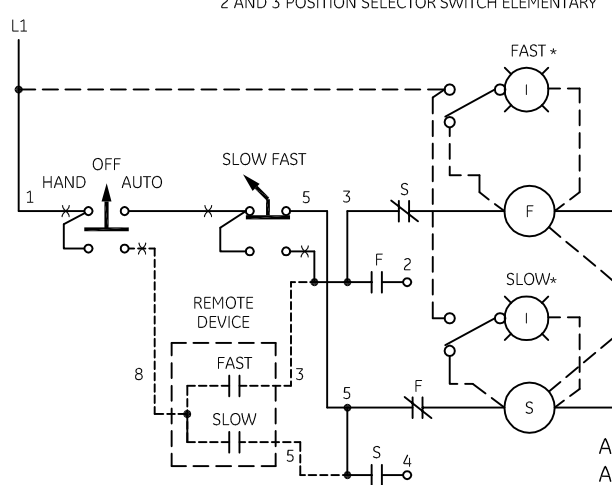 2 AND 3 POSITION SELECTOR SWITCH ELEMENTARY
L1
FAST *
I
OFF
SLOW FAST
HAND
AUTO
1
5
3
S
F
F
2
SLOW*
I
REMOTE
DEVICE
FAST
8
3
SLOW
5
F
S
5
S
4
A
A